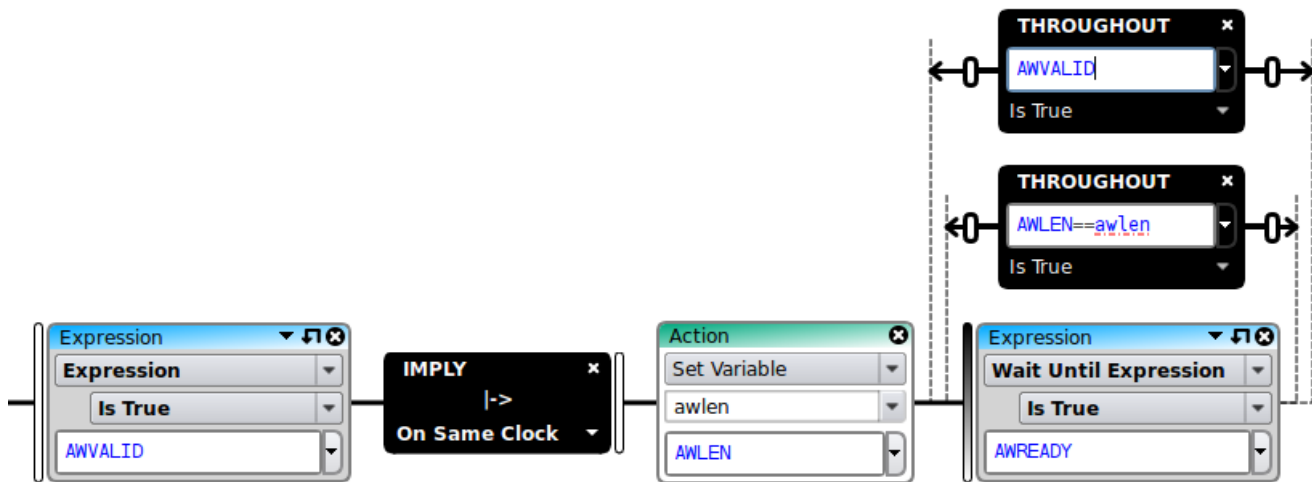 THROUGHOUT
AWVALID
Is True
THROUGHOUT
AWLEN==awlen
Is True
Expression
Expression
Is True
AWVALID
IMPLY
|->
On Same Clock
Action
Set Variable
awlen
AWLEN
Expression
Wait Until Expression
Is True
AWREADY